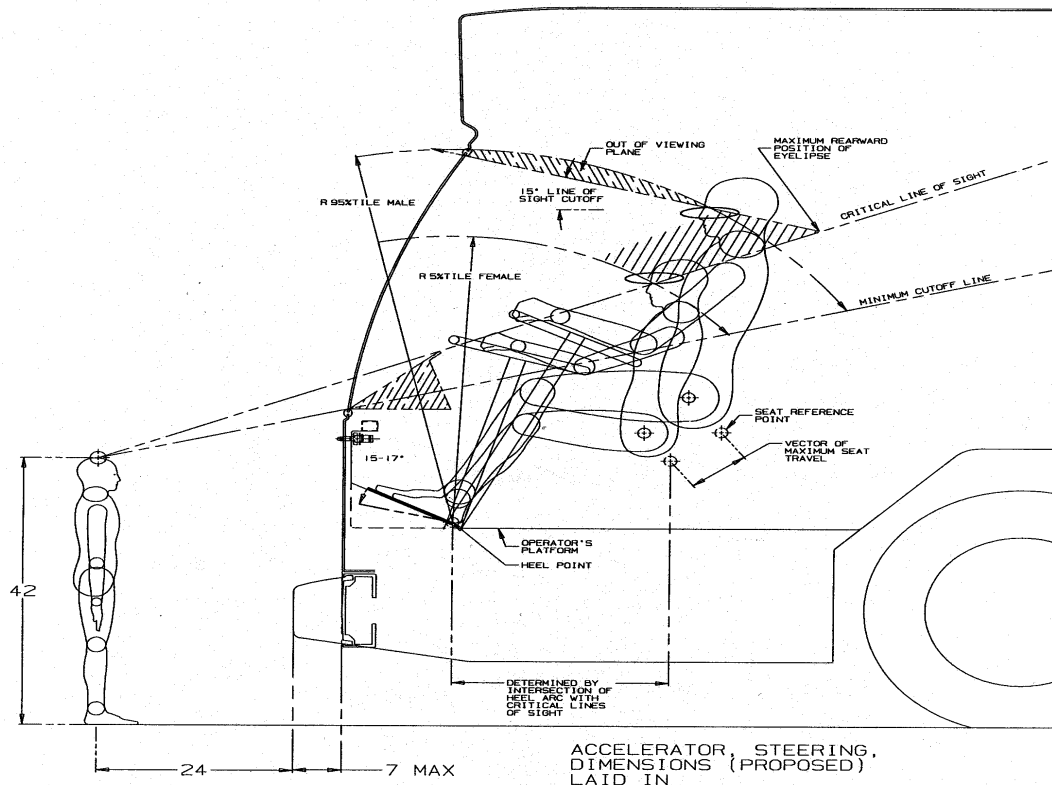 OUT OF VIEWING
PLANE
MAXIMUM REARWARD
POSITION OF
EYELIPSE
15° LINE OF
SIGHT CUTOFF
CRITICAL LINE OF SIGHT
R 95%TILE MALE
R 5%TILE FEMALE
MINIMUM CUTOFF LINE
SEAT REFERENCE
POINT
VECTOR OF
MAXIMUM SEAT
TRAVEL
15-17°
OPERATOR'S
PLATFORM
HEEL POINT
42
DETERMINED BY
INTERSECTION OF
HEEL ARC WITH
CRITICAL LINES
OF SIGHT
24
7 MAX
ACCELERATOR, STEERING,
DIMENSIONS (PROPOSED)
LAID IN